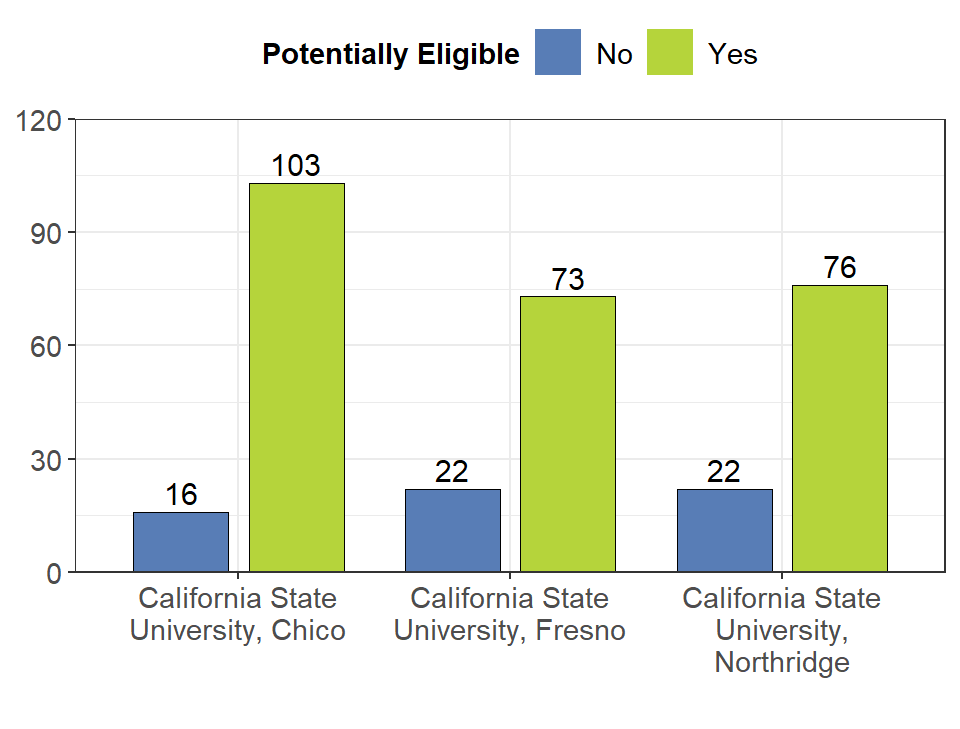 Potentially Eligible No Yes
120
103
90
76
73
60
30
22
22
16
0
California State
University, Chico
California State
University, Fresno
California State
University,
Northridge